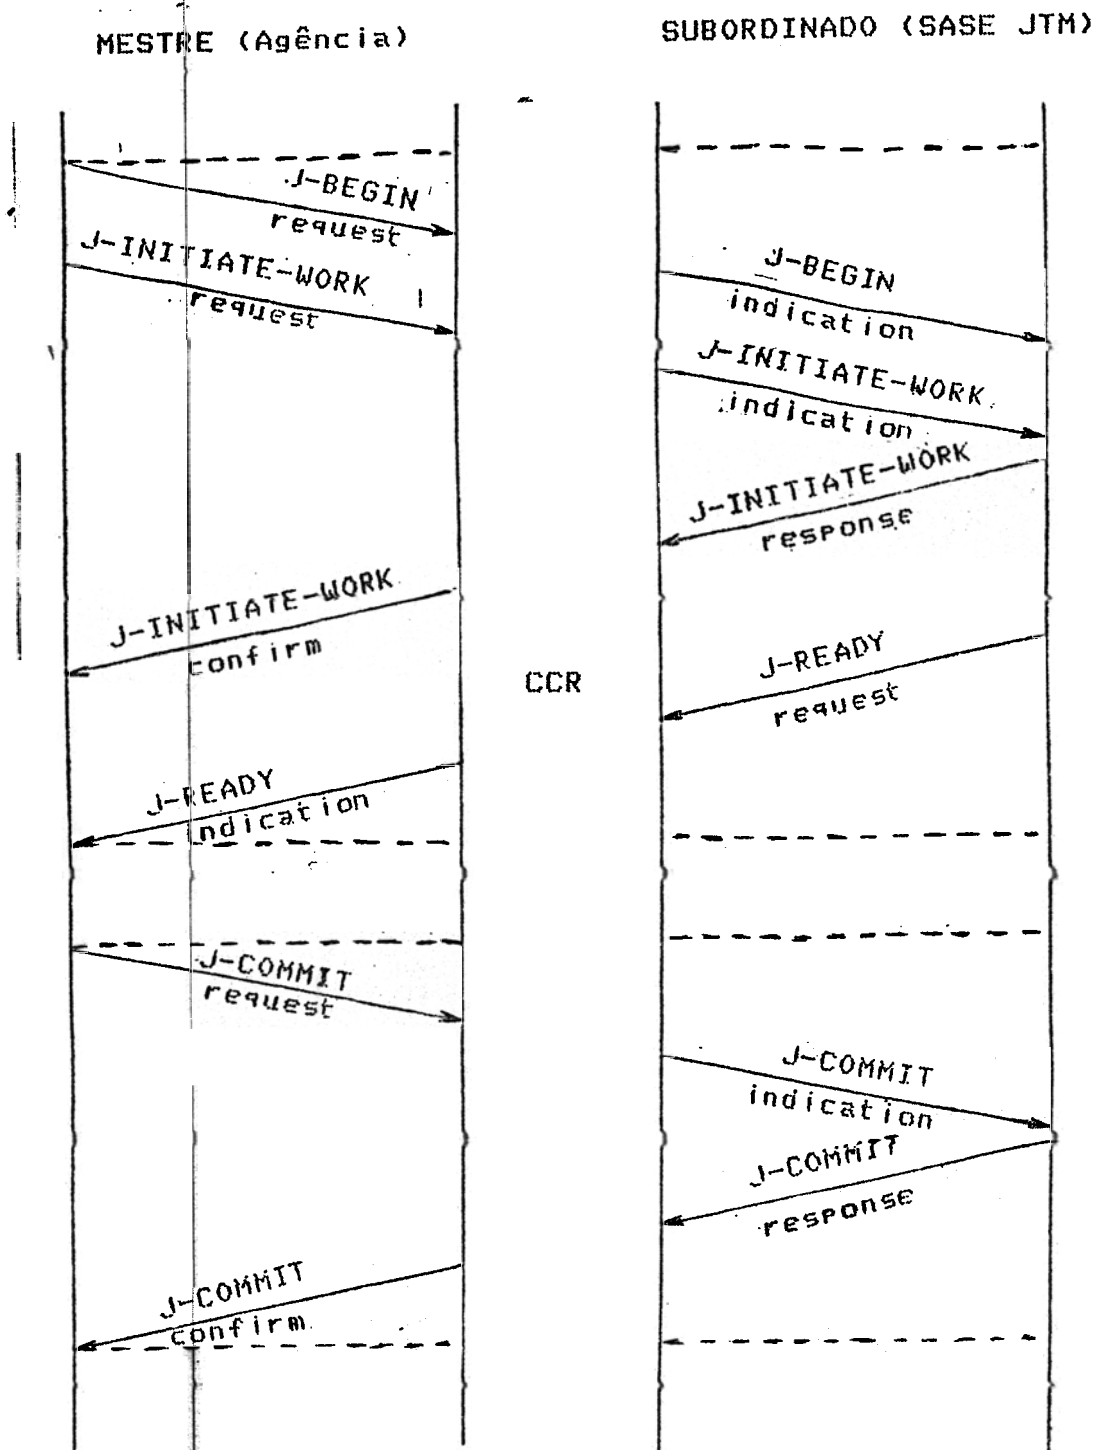 MESTRE (Agência)
SUBORDINADO (SASE JTM)
J-BEGIN
request
J-INITIATE-WORK
request
J-BEGIN
indication
J-INITIATE-WORK
indication
J-INITIATE-WORK
response
J-INITIATE-WORK
confirm
CCR
J-READY
request
J-READY
indication
J-COMMIT
request
J-COMMIT
indication
J-COMMIT
response
J-COMMIT
confirm